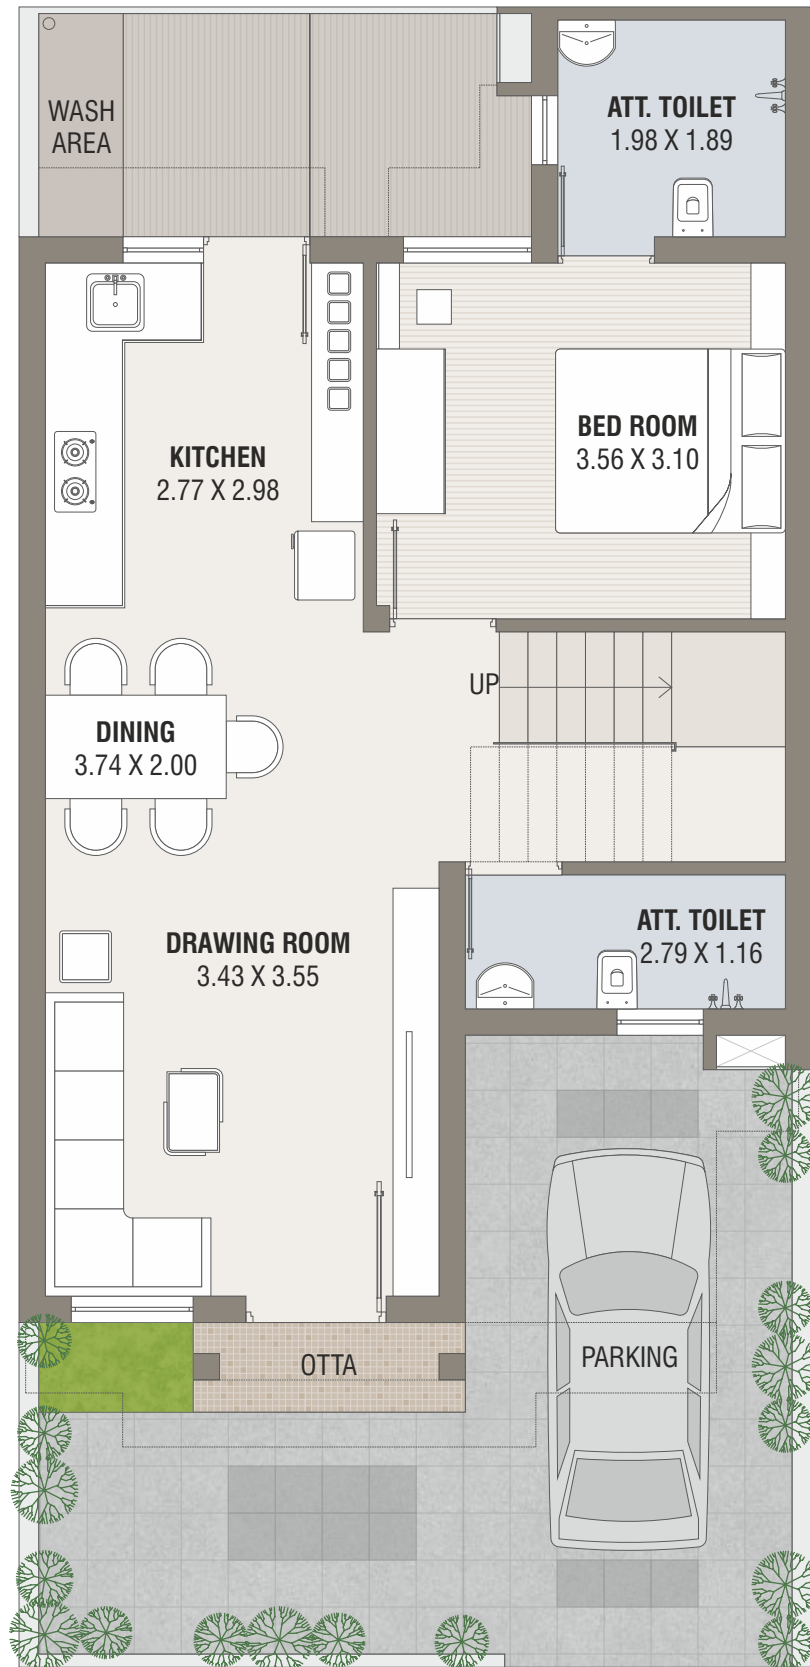 WASH
AREA
ATT. TOILET
1.98 X 1.89
KITCHEN
2.77 X 2.98
BED ROOM
3.56 X 3.10
UP
DINING
3.74 X 2.00
DRAWING ROOM
3.43 X 3.55
ATT. TOILET
2.79 X 1.16
OTTA
PARKING